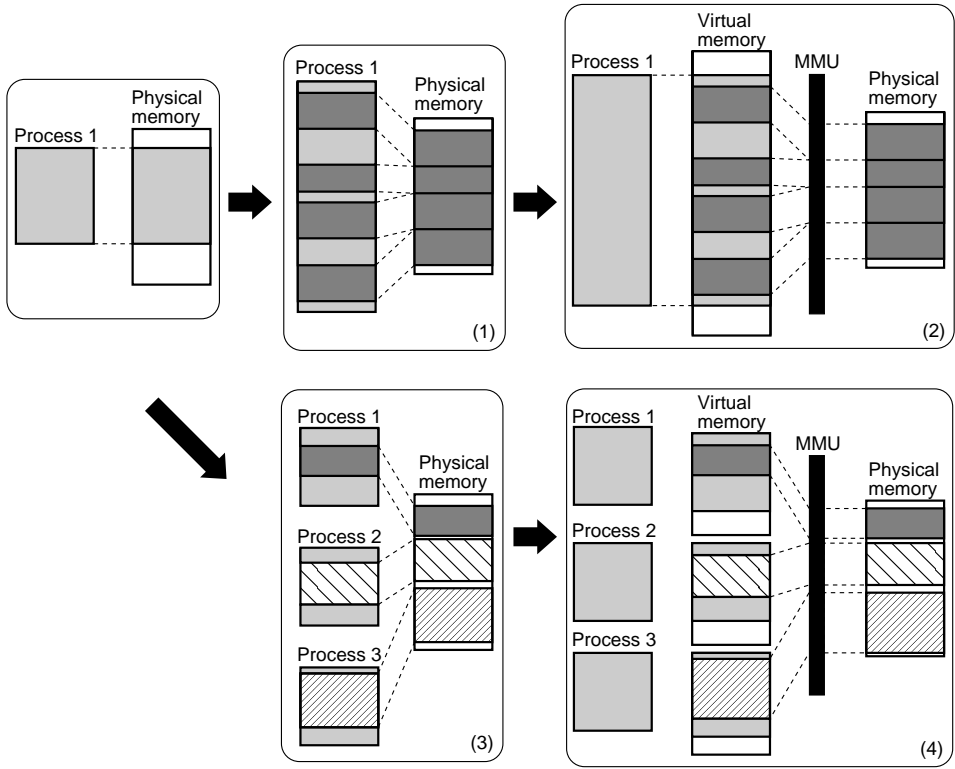 Process 1
Physical
memory
Process 1
Physical
memory
(1)
Process 1
Virtual
memory
MMU
Physical
memory
(2)
Process 1
Process 2
Process 3
Physical
memory
(3)
Process 1
Process 2
Process 3
Virtual
memory
MMU
Physical
memory
(4)